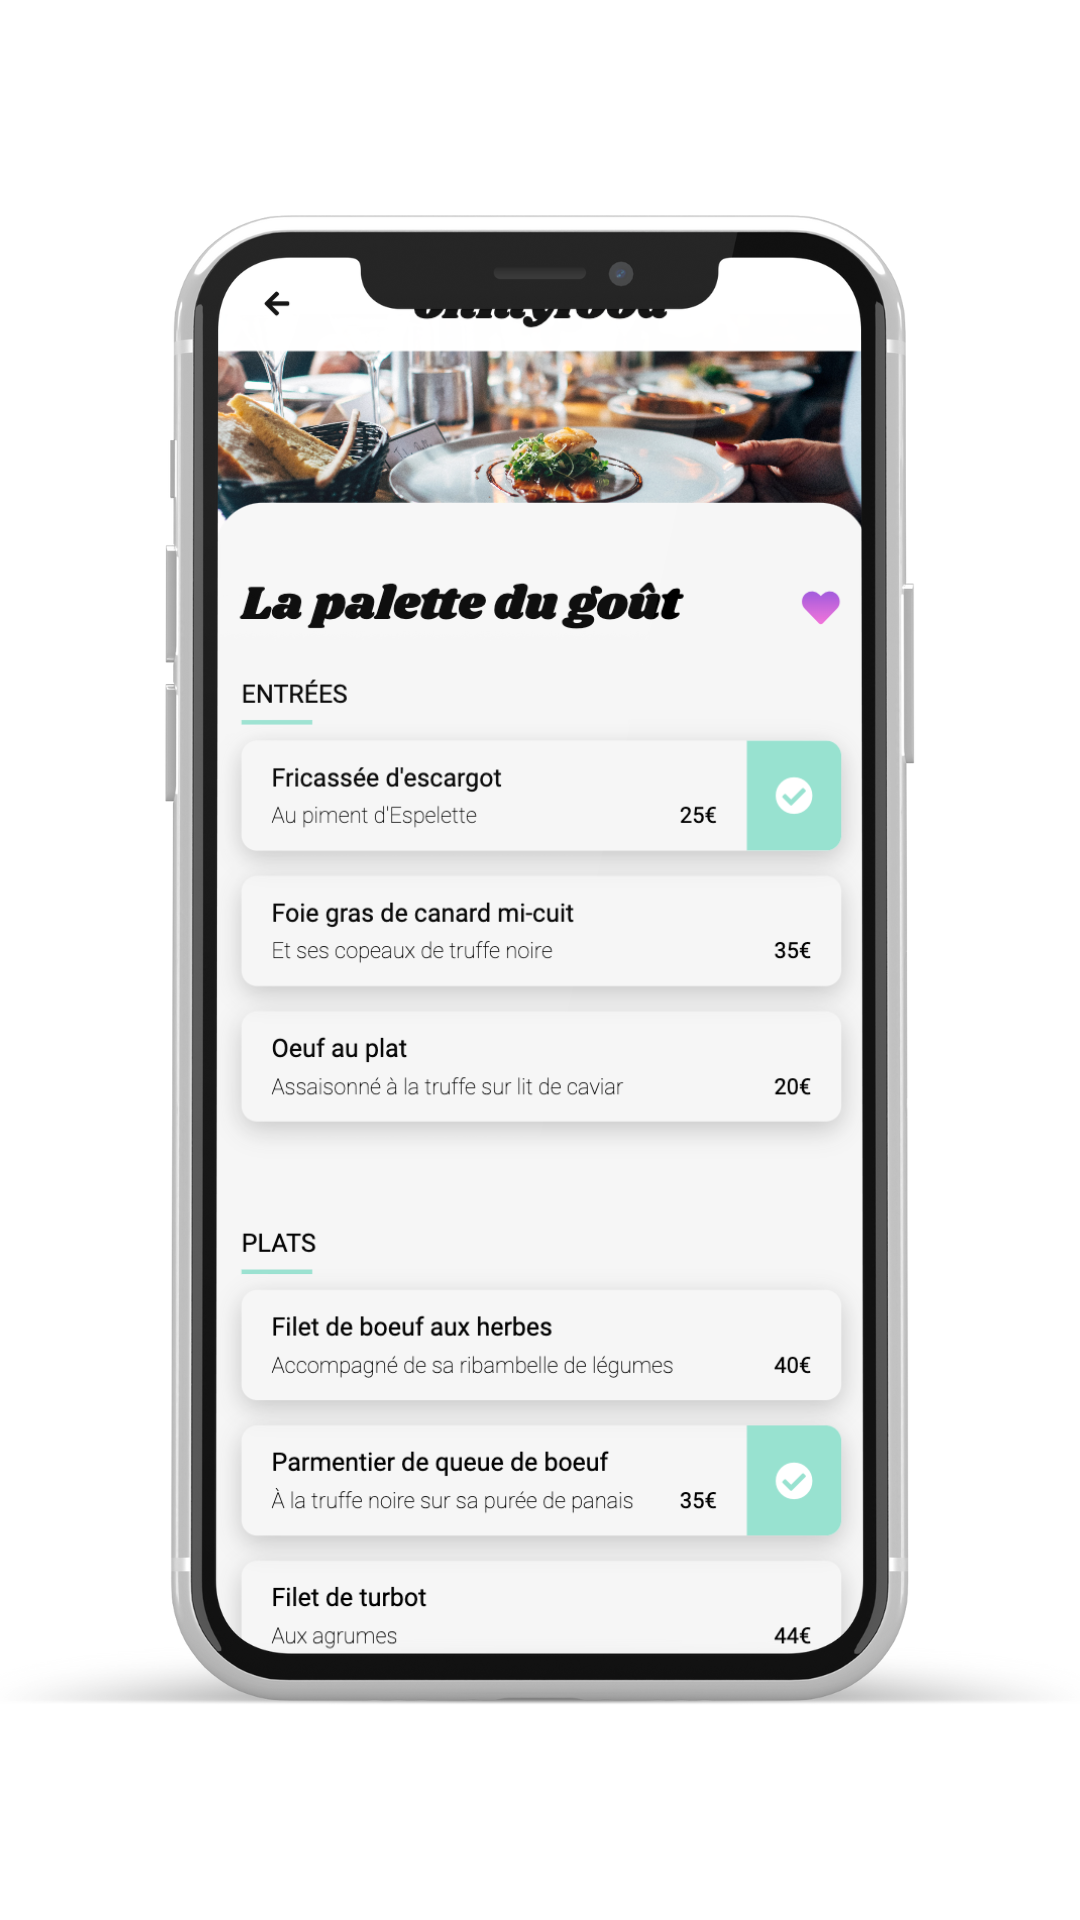 La palette du goût
ENTRÉES
Fricassée d'escargot
Au piment d'Espelette
25€
Foie gras de canard mi-cuit
Et ses copeaux de truffe noire
35€
Oeuf au plat
Assaisonné à la truffe sur lit de caviar
20€
PLATS
Filet de boeuf aux herbes
Accompagné de sa ribambelle de légumes
40€
Parmentier de queue de boeuf
À la truffe noire sur sa purée de panais
35€
Filet de turbot
Aux agrumes
44€